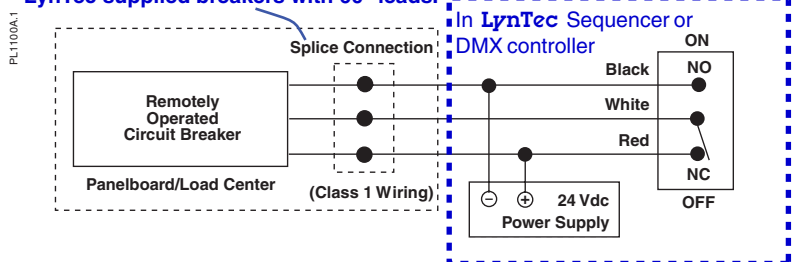 LynTec supplied breakers with 60" leads.
PL1100A.1
In LynTec Sequencer or
DMX controller
Splice Connection
ON
Black
NO
White
Remotely
Operated
Circuit Breaker
Red
NC
Panelboard/Load Center
(Class 1 Wiring)
− + 24 Vdc
Power Supply
OFF